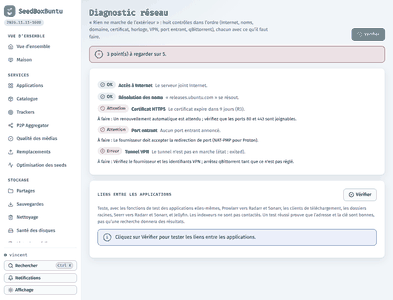 SeedBoxBuntu
VUE D'ENSEMBLE
Vue d'ensemble
Maison
SERVICES
Applications
Catalogue
Trackers
P2P Aggregator
Qualité des médias
Remplacements
Optimisation des seeds
STOCKAGE
Partages
Sauvegardes
Nettoyage
Santé des disques
vincent
Rechercher
Ctrl K
Notifications
Affichage
Diagnostic réseau
« Rien ne marche de l'extérieur » : huit contrôles dans l'ordre (Internet, noms,
domaine, certificat, horloge, VPN, port entrant, qBittorrent), chacun avec ce qu'il faut
faire.
Vérifier
3 point(s) à regarder sur 5.
OK Accès à Internet Le serveur joint Internet.
OK Résolution des noms « releases.ubuntu.com » se résout.
Attention Certificat HTTPS Le certificat expire dans 9 jours (R3).
À faire : Un renouvellement automatique est attendu ; vérifiez que les ports 80 et 443 sont joignables.
Attention Port entrant Aucun port entrant annoncé.
À faire : Le fournisseur doit accepter la redirection de port (NAT-PMP pour Proton).
Erreur Tunnel VPN Le tunnel n'est pas en marche (état : exited).
À faire : Vérifiez le fournisseur et les identifiants VPN ; arrêtez qBittorrent tant que ce n'est pas réglé.
LIENS ENTRE LES APPLICATIONS
Vérifier
Teste, avec les fonctions de test des applications elles-mêmes, Prowlarr vers Radarr et Sonarr, les clients de téléchargement, les dossiers
racines, Seerr vers Radarr et Sonarr, et Jellyfin. Les indexeurs ne sont pas contactés. Un test réussi prouve que l'adresse et la clé sont bonnes,
pas qu'une recherche donnera des résultats.
Cliquez sur Vérifier pour tester les liens entre les applications.